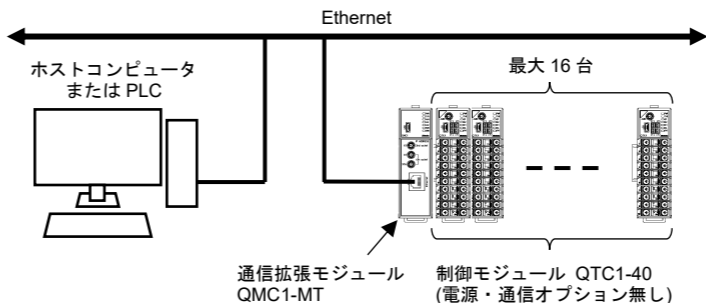 Ethernet
ホストコンピュータ
または PLC
最大 16 台
通信拡張モジュール
QMC1-MT
制御モジュール QTC1-40
(電源・通信オプション無し)